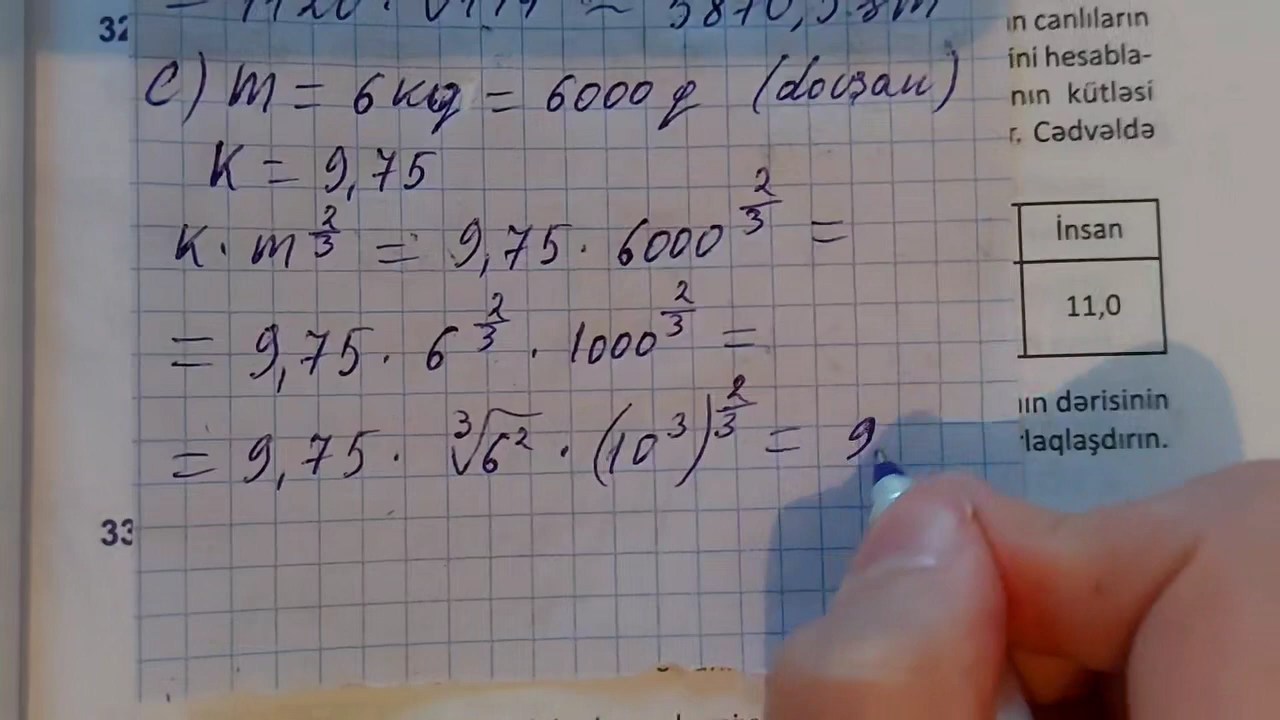 32
c) m = 6 kg = 6000 g (dovşan)
K = 9,75
K · m^{2/3} = 9,75 · 6000^{2/3} =
= 9,75 · 6^{2/3} · 1000^{2/3} =
= 9,75 · ∛6² · (10³)^{2/3} = 9,
33
canlıların
ini hesabla-
nın kütləsi
r. Cədvəldə
İnsan
11,0
dərisinin
laqlaşdırın.